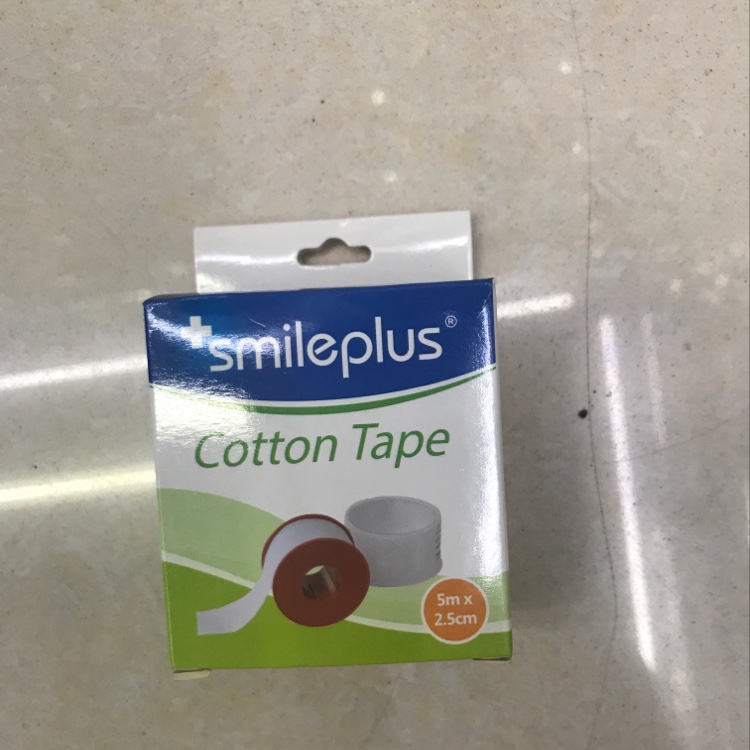 smileplus®
Cotton Tape
5m x
2.5cm